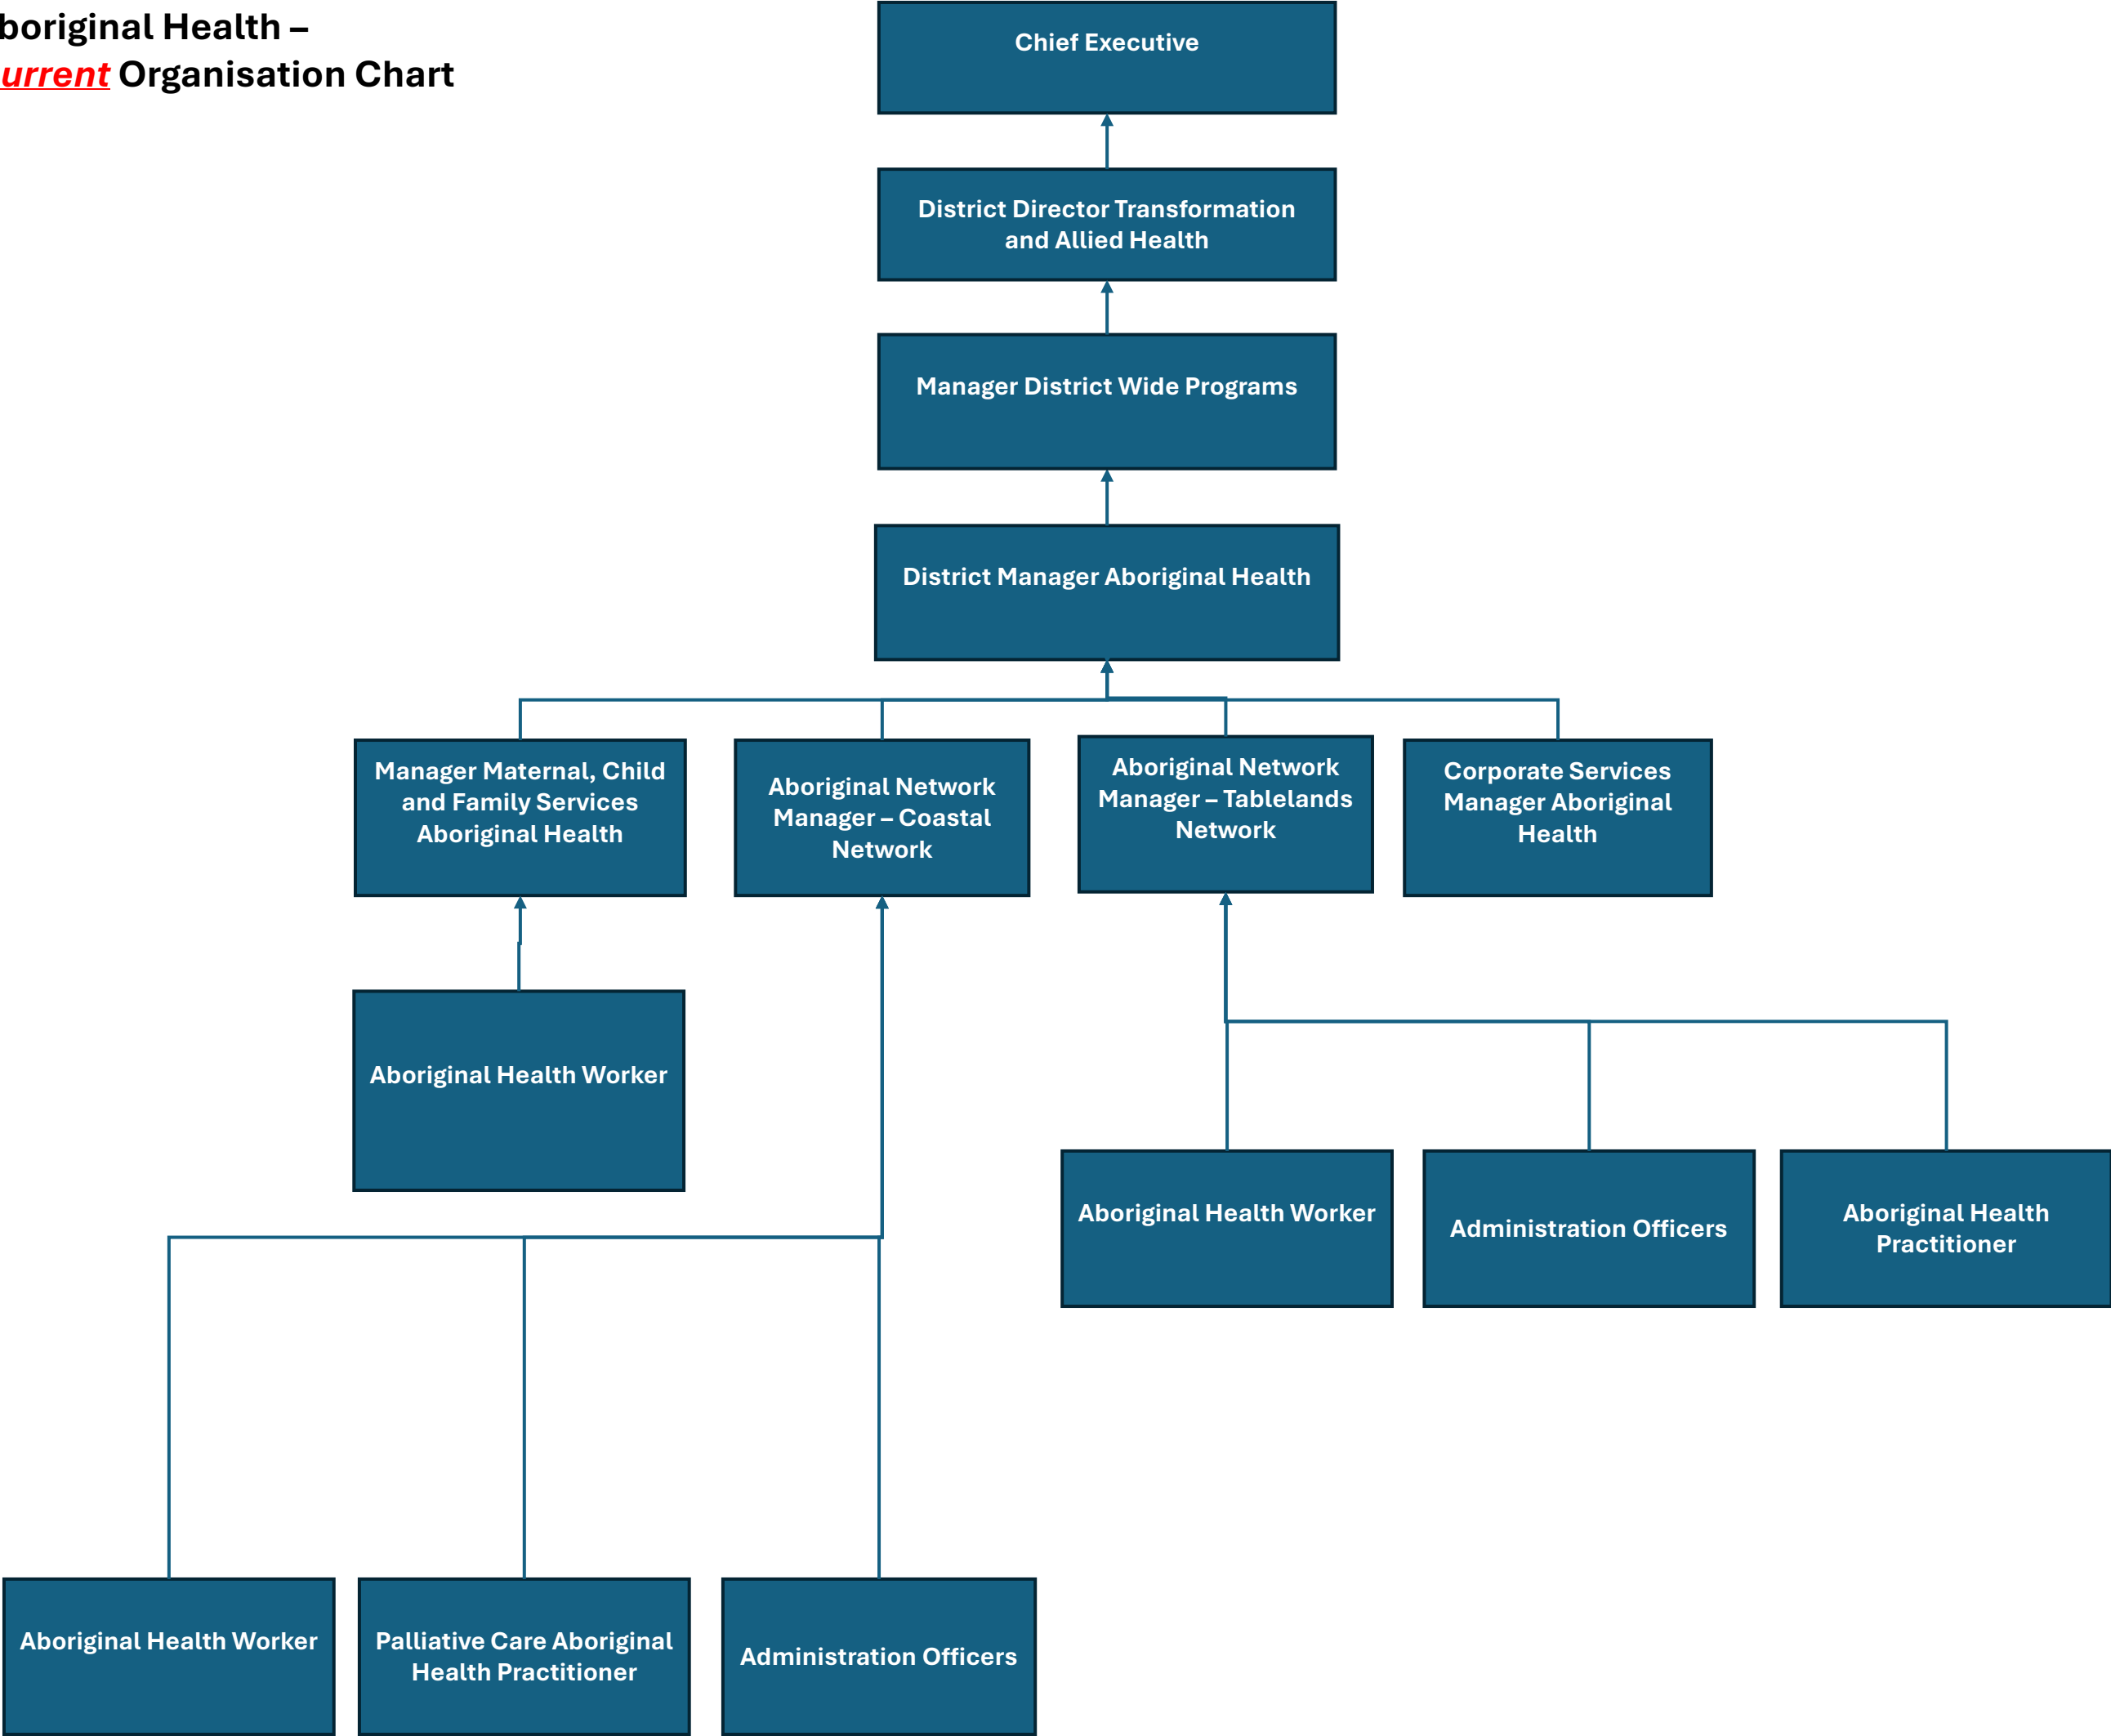 boriginal Health –
urrent Organisation Chart
Chief Executive
District Director Transformation
and Allied Health
Manager District Wide Programs
District Manager Aboriginal Health
Manager Maternal, Child
and Family Services
Aboriginal Health
Aboriginal Network
Manager – Coastal
Network
Aboriginal Network
Manager – Tablelands
Network
Corporate Services
Manager Aboriginal
Health
Aboriginal Health Worker
Aboriginal Health Worker
Administration Officers
Aboriginal Health
Practitioner
Aboriginal Health Worker
Palliative Care Aboriginal
Health Practitioner
Administration Officers